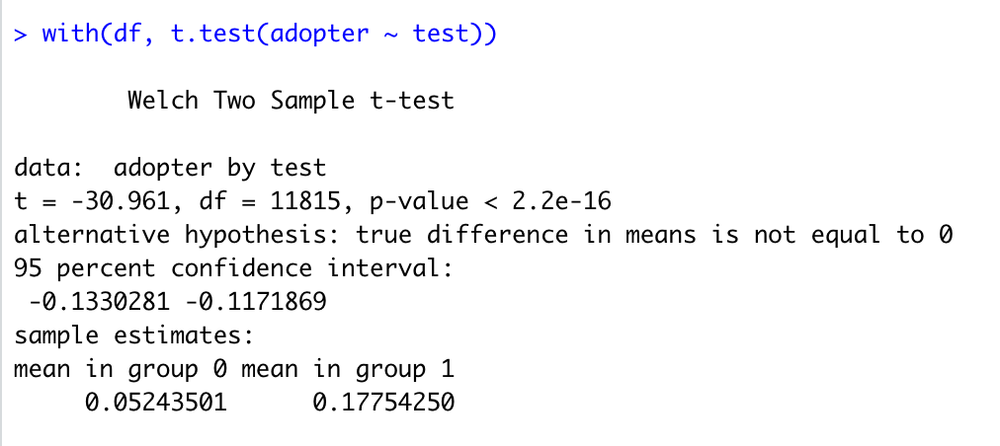 > with(df, t.test(adopter ~ test))
Welch Two Sample t-test
data:  adopter by test
t = -30.961, df = 11815, p-value < 2.2e-16
alternative hypothesis: true difference in means is not equal to 0
95 percent confidence interval:
 -0.1330281 -0.1171869
sample estimates:
mean in group 0 mean in group 1
     0.05243501      0.17754250